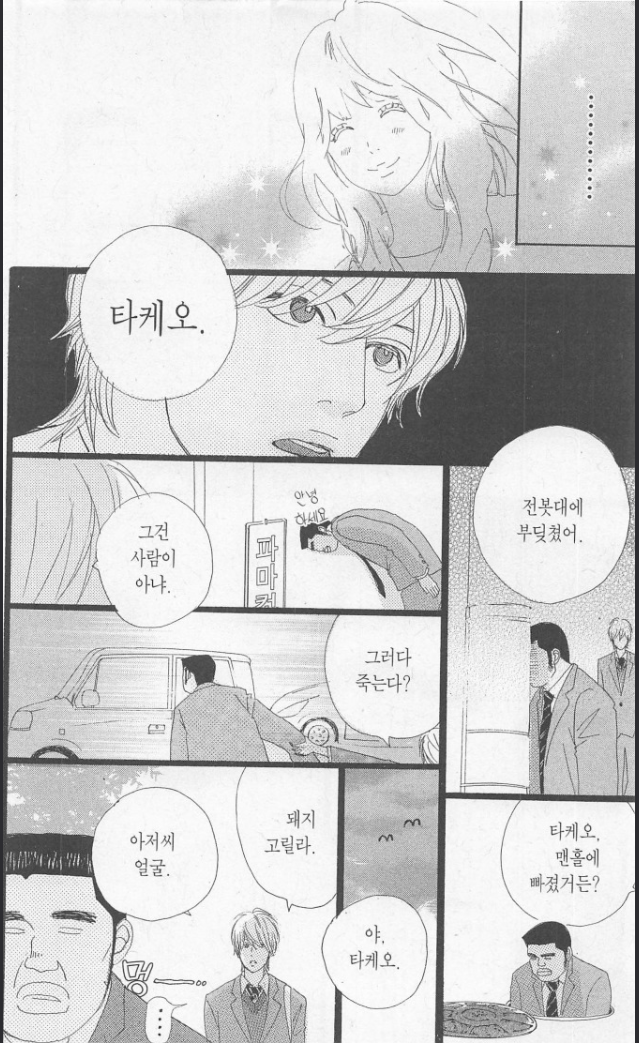 …………
타케오.
전봇대에
부딪쳤어.
안녕
하세요
파마
그건
사람이
아냐.
그러다
죽는다?
타케오,
맨홀에
빠졌거든?
야,
타케오.
돼지
고릴라.
아저씨
얼굴.
멍―…
….